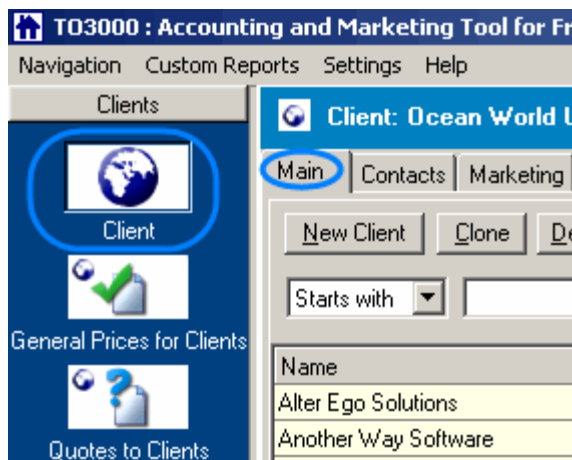 TO3000 : Accounting and Marketing Tool for Fr
Navigation Custom Reports Settings Help
Clients
Client: Ocean World
Main Contacts Marketing
New Client Clone
Client
Starts with
General Prices for Clients
Name
Alter Ego Solutions
Another Way Software
Quotes to Clients